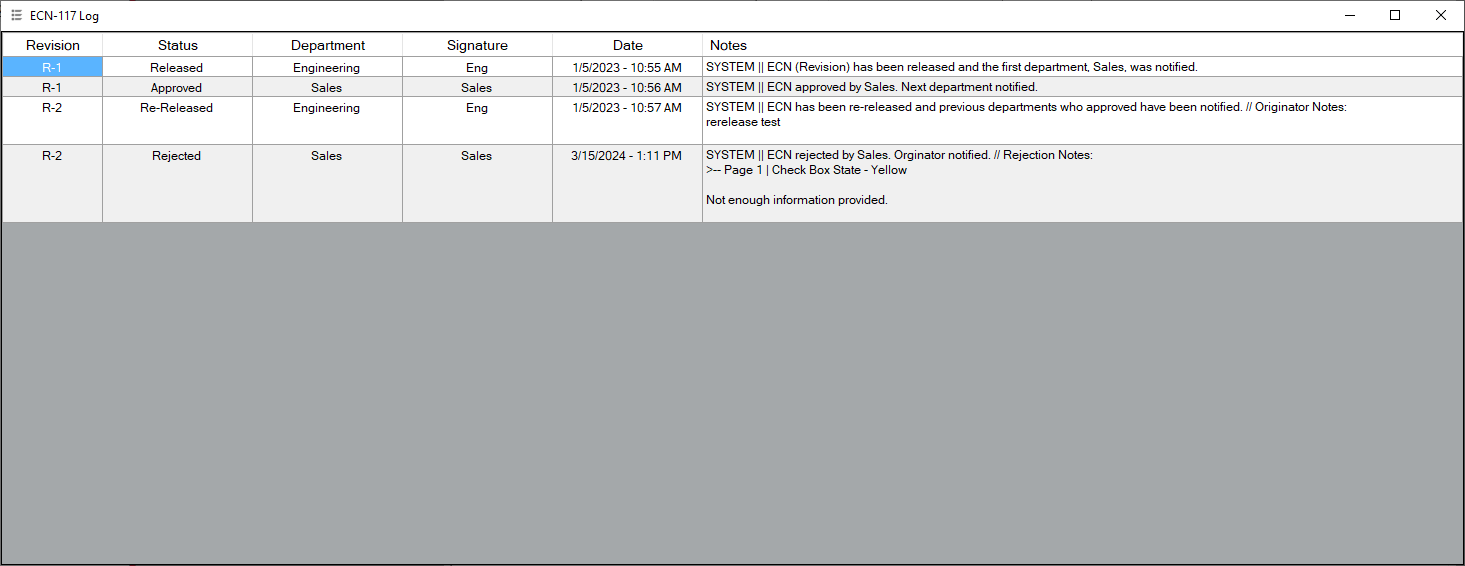 ECN-117 Log
Revision Status Department Signature Date Notes
R-1 Released Engineering Eng 1/5/2023 - 10:55 AM SYSTEM || ECN (Revision) has been released and the first department, Sales, was notified.
R-1 Approved Sales Sales 1/5/2023 - 10:56 AM SYSTEM || ECN approved by Sales. Next department notified.
R-2 Re-Released Engineering Eng 1/5/2023 - 10:57 AM SYSTEM || ECN has been re-released and previous departments who approved have been notified. // Originator Notes:
rerelease test
R-2 Rejected Sales Sales 3/15/2024 - 1:11 PM SYSTEM || ECN rejected by Sales. Orginator notified. // Rejection Notes:
>-- Page 1 | Check Box State - Yellow
Not enough information provided.